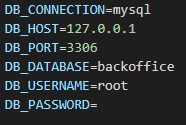 DB_CONNECTION=mysql
DB_HOST=127.0.0.1
DB_PORT=3306
DB_DATABASE=backoffice
DB_USERNAME=root
DB_PASSWORD=